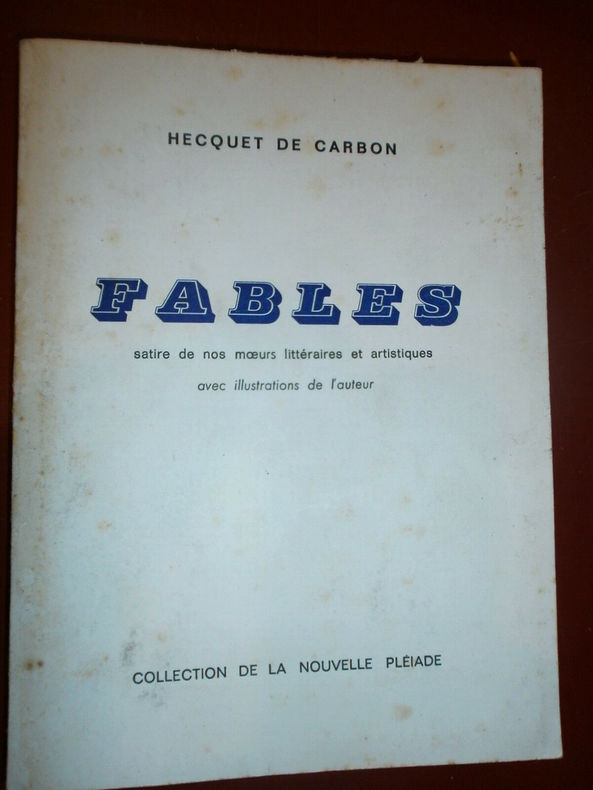 HECQUET DE CARBON
FABLES
satire de nos mœurs littéraires et artistiques
avec illustrations de l'auteur
COLLECTION DE LA NOUVELLE PLÉIADE